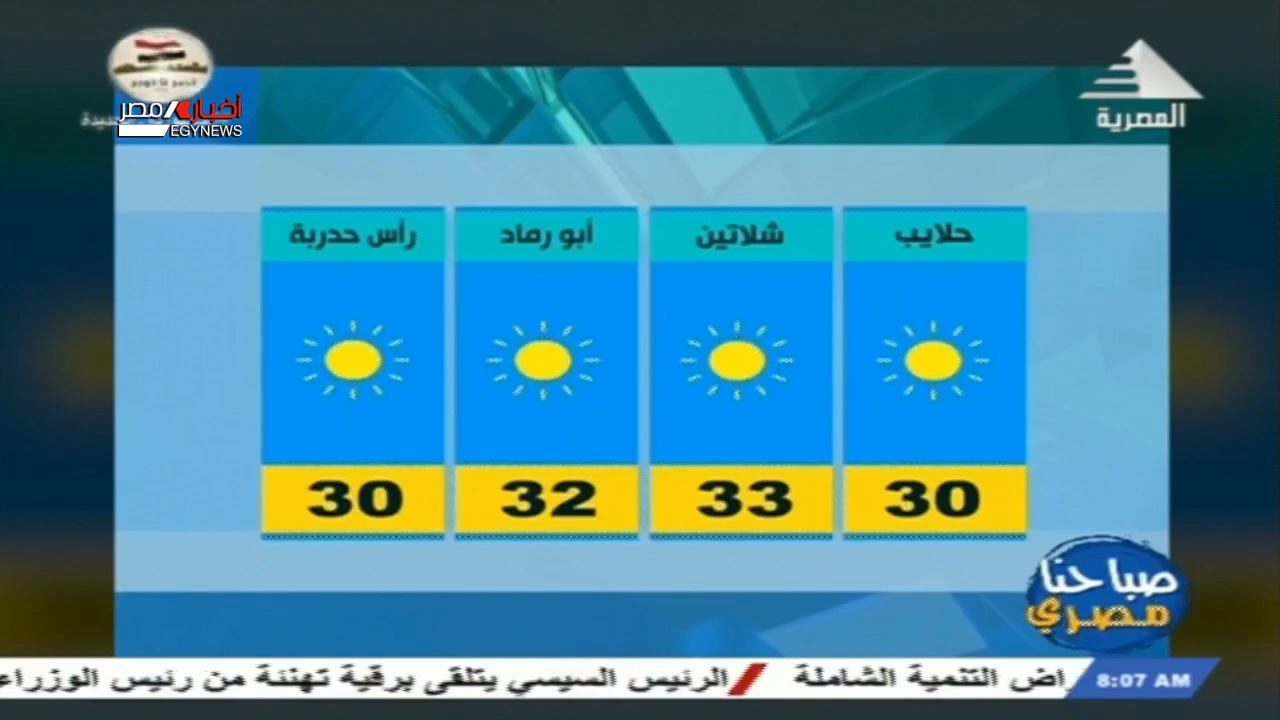 أخبار مصر
EGYNEWS
المصرية
حلايب
شلاتين
أبو رماد
رأس حدربة
30
33
32
30
صباحنا
مصري
8:07 AM
اض التنمية الشاملة
الرئيس السيسي يتلقى برقية تهنئة من رئيس الوزراء